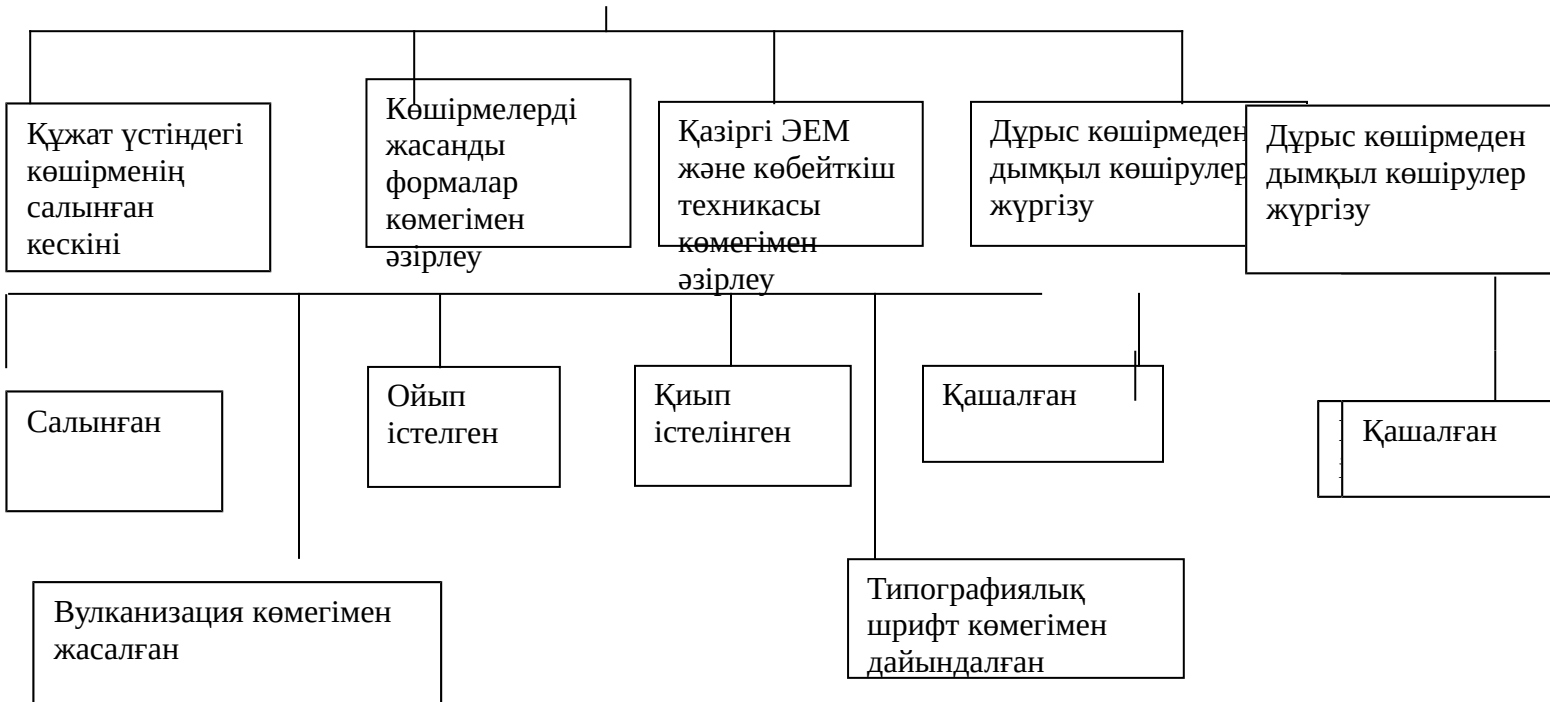 Құжат үстіндегі
көшірменің
салынған
кескіні
Көшірмелерді
жасанды
формалар
көмегімен
әзірлеу
Қазіргі ЭЕМ
және көбейткіш
техникасы
көмегімен
әзірлеу
Дұрыс көшірмеден
дымқыл көшірулер
жүргізу
Дұрыс көшірмеден
дымқыл көшірулер
жүргізу
Салынған
Ойып
істелген
Қиып
істелінген
Қашалған
Қашалған
Вулканизация көмегімен
жасалған
Типографиялық
шрифт көмегімен
дайындалған